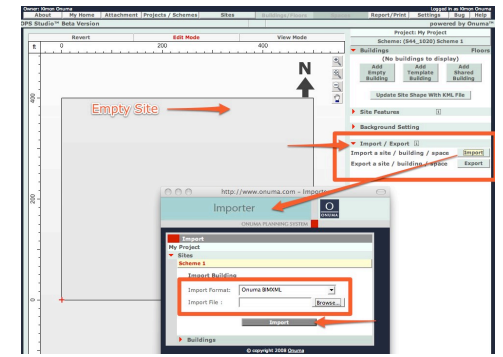 Owner: Kimon Onuma
Logged in as Kimon Onuma
About My Home Attachment Projects / Schemes Sites Buildings/Floors Report/Print Settings Bug Help
OPS Studio™ Beta Version
powered by Onuma™
Revert Edit Mode View Mode
Project: My Project
Scheme: (S44_1020) Scheme 1
ft 0 200 400
Buildings Floors
(No buildings to display)
Add Empty Building
Add Template Building
Add Shared Building
Update Site Shape With KML File
N
400
Empty Site
Site Features
Background Setting
Import / Export
Import a site / building / space Import
Export a site / building / space Export
200
http://www.onuma.com – Importer
Importer
ONUMA
ONUMA PLANNING SYSTEM
Import
My Project
Sites
Scheme 1
Import Building
Import Format: Onuma BIMXML
Import File : Browse...
0
Import
Buildings
© copyright 2008 Onuma